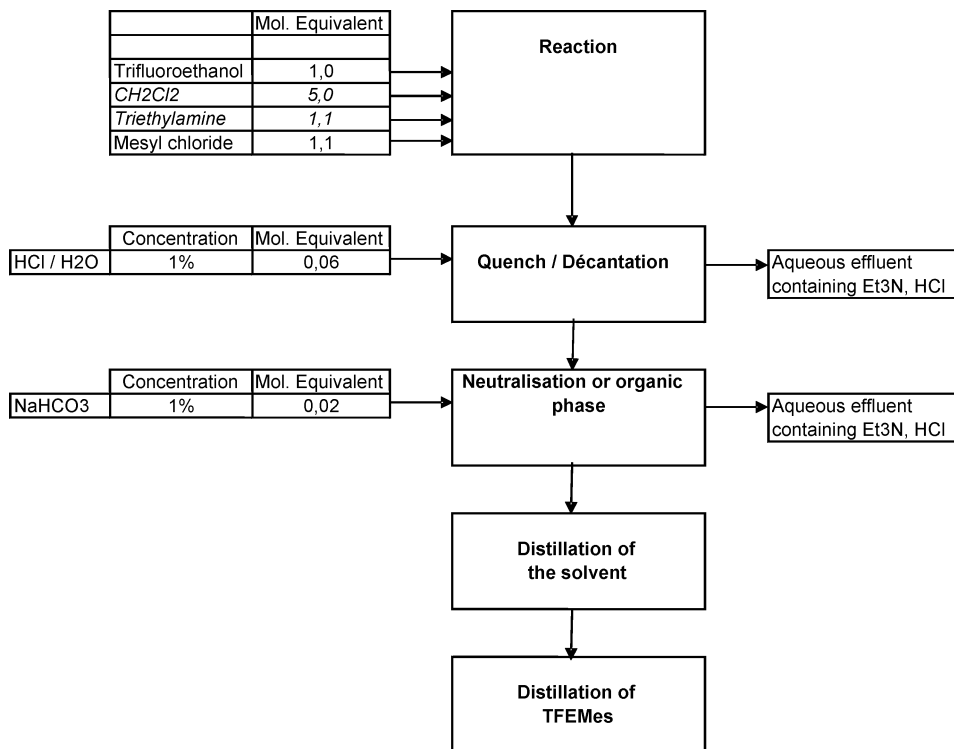 Mol. Equivalent
Trifluoroethanol 1,0
CH2Cl2 5,0
Triethylamine 1,1
Mesyl chloride 1,1
Reaction
Concentration Mol. Equivalent
HCl / H2O 1% 0,06
Quench / Décantation
Aqueous effluent
containing Et3N, HCl
Concentration Mol. Equivalent
NaHCO3 1% 0,02
Neutralisation or organic
phase
Aqueous effluent
containing Et3N, HCl
Distillation of
the solvent
Distillation of
TFEMes